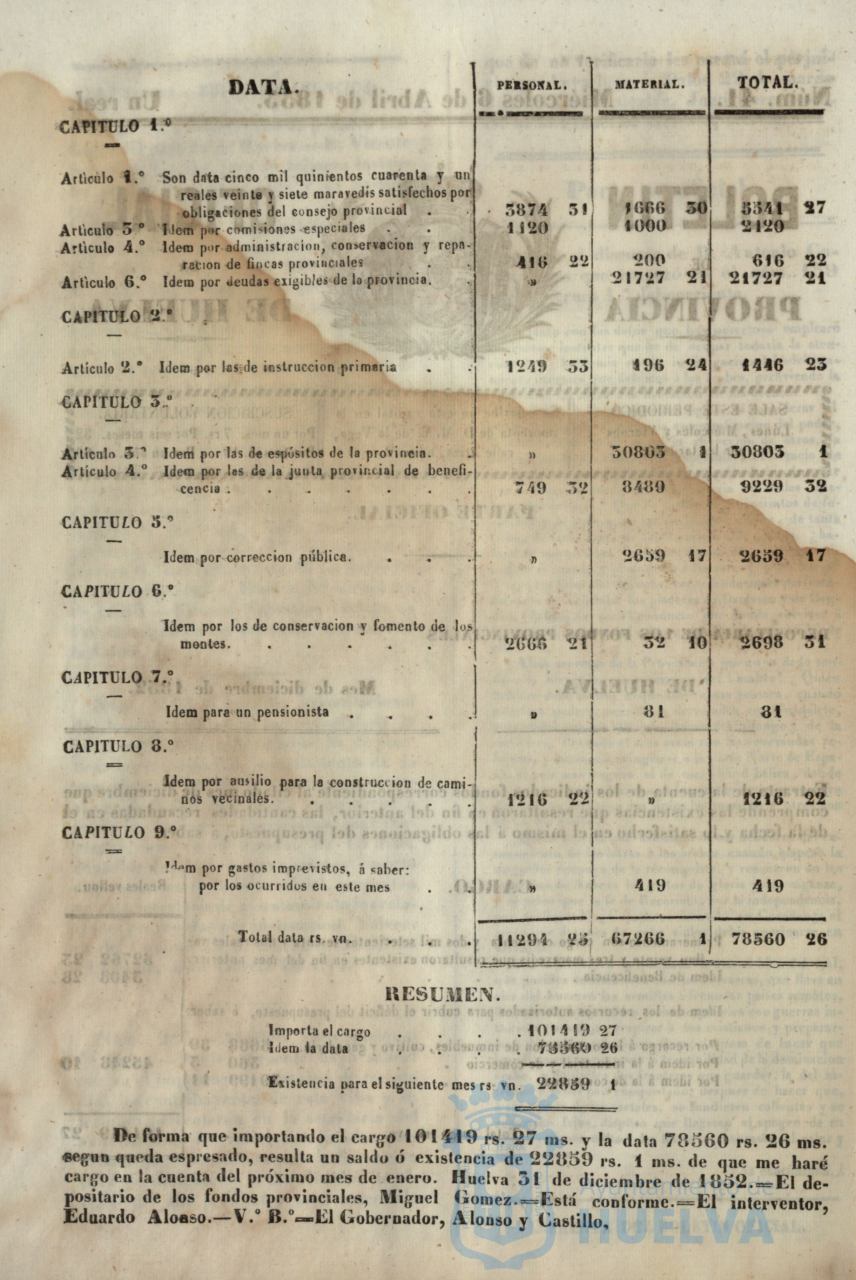 DATA. PERSONAL. MATERIAL. TOTAL.
CAPITULO 1.º
Artículo 1.º Son data cinco mil quinientos cuarenta y un
reales veinte y siete maravedis satisfechos por
obligaciones del consejo provincial . . 3874 31 1666 30 5541 27
Artículo 3.º Idem por comisiones especiales . . 1120 1000 2120
Artículo 4.º Idem por administracion, conservacion y repa-
racion de fincas provinciales . . 416 22 200 616 22
Artículo 6.º Idem por deudas exigibles de la provincia. . » 21727 21 21727 21
CAPITULO 2.º
Artículo 2.º Idem por las de instruccion primaria . . 1249 33 196 24 1446 23
CAPITULO 3.º
Artículo 3.º Idem por las de espósitos de la provincia. . » 30803 1 30803 1
Artículo 4.º Idem por las de la junta provincial de benefi-
cencia . . . . . . . 749 32 8480 9229 32
CAPITULO 5.º
Idem por correccion pública. . . . » 2659 17 2659 17
CAPITULO 6.º
Idem por los de conservacion y fomento de los
montes. . . . . . . 2666 21 32 10 2698 31
CAPITULO 7.º
Idem para un pensionista . . . . » 81 81
CAPITULO 8.º
Idem por ausilio para la construccion de cami-
nos vecinales. . . . . . 1216 22 » 1216 22
CAPITULO 9.º
Idem por gastos imprevistos, á saber:
por los ocurridos en este mes . . » 419 419
Total data rs. vn. . . . . 11294 25 67266 1 78560 26
RESUMEN.
Importa el cargo . . . . 101419 27
Idem la data . . . . 78560 26
Existencia para el siguiente mes rs vn. 22859 1
De forma que importando el cargo 101419 rs. 27 ms. y la data 78560 rs. 26 ms.
segun queda espresado, resulta un saldo ó existencia de 22859 rs. 1 ms. de que me haré
cargo en la cuenta del próximo mes de enero. Huelva 31 de diciembre de 1852.=El de-
positario de los fondos provinciales, Miguel Gomez.=Está conforme.=El interventor,
Eduardo Alonso.—V.º B.º=El Gobernador, Alonso y Castillo.
HUELVA